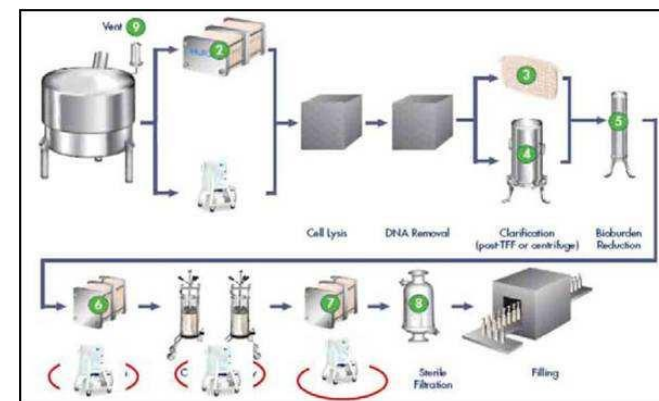 Vent 9
2
3
4
5
Cell Lysis
DNA Removal
Clarification
(post-TFF or centrifuge)
Bioburden
Reduction
6
7
8
Sterile
Filtration
Filling